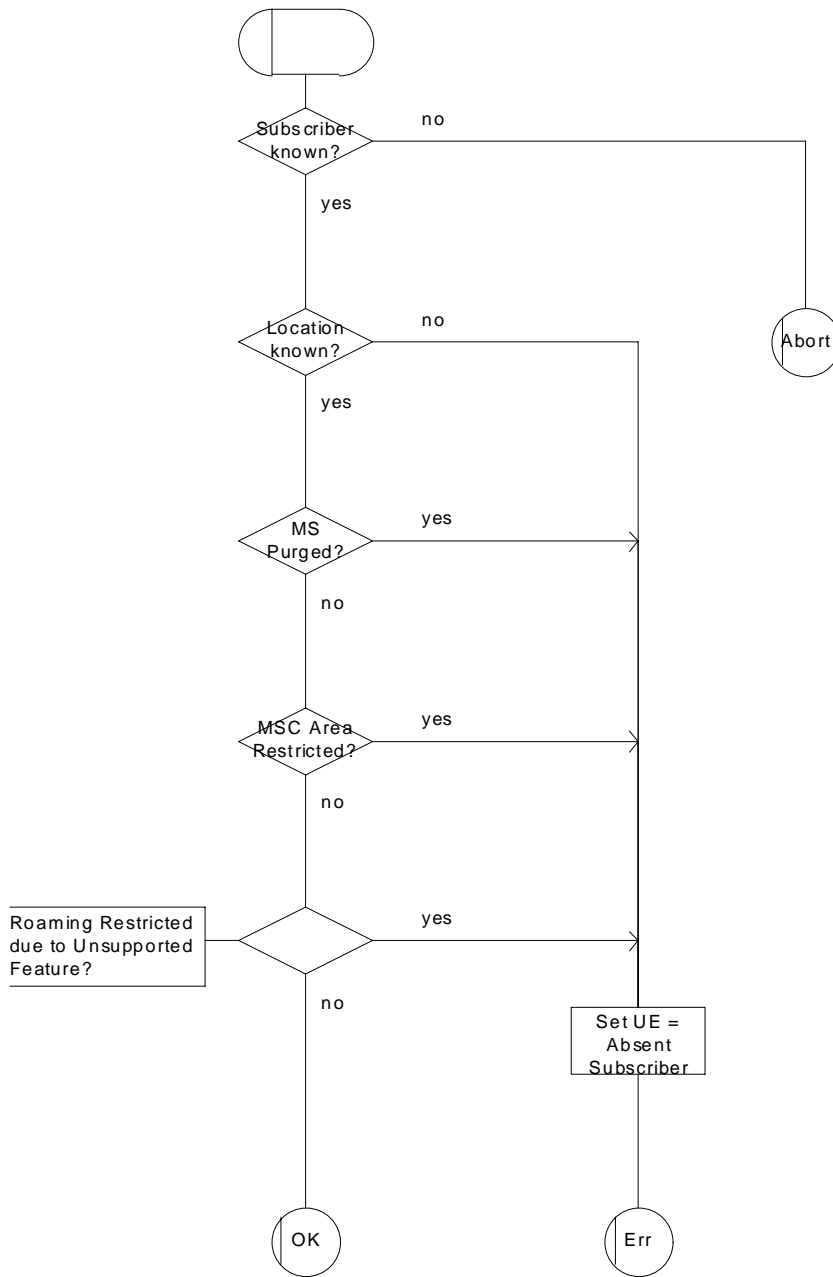 Subscriber
known?
no
yes
Location
known?
no
Abort
yes
MS
Purged?
yes
no
MSC Area
Restricted?
yes
no
Roaming Restricted
due to Unsupported
Feature?
yes
no
Set UE =
Absent
Subscriber
OK
Err